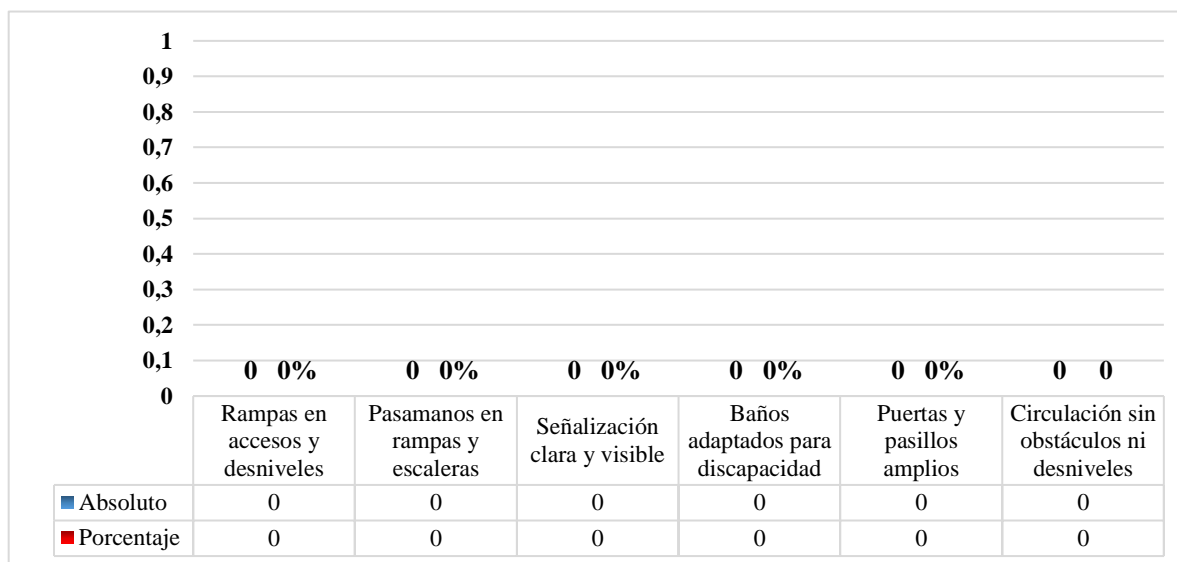 1
0,9
0,8
0,7
0,6
0,5
0,4
0,3
0,2
0,1
0
0 0% 0 0% 0 0% 0 0% 0 0% 0 0
Rampas en
accesos y
desniveles
Pasamanos en
rampas y
escaleras
Señalización
clara y visible
Baños
adaptados para
discapacidad
Puertas y
pasillos
amplios
Circulación sin
obstáculos ni
desniveles
Absoluto 0 0 0 0 0 0
Porcentaje 0 0 0 0 0 0